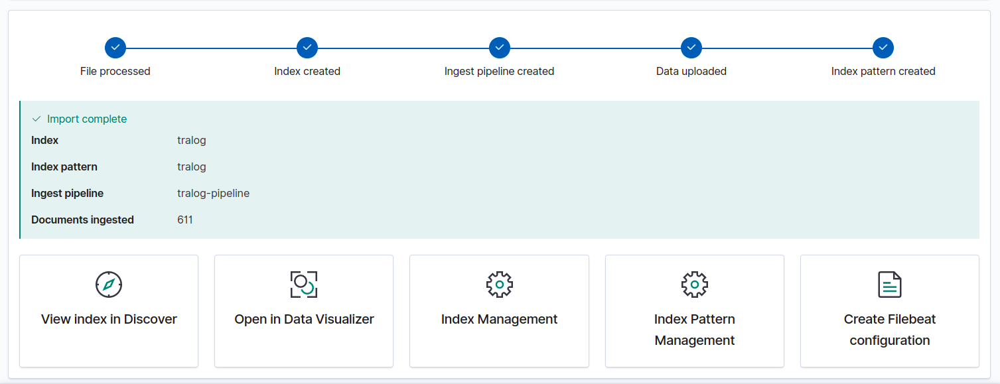 File processed
Index created
Ingest pipeline created
Data uploaded
Index pattern created
Import complete
Index tralog
Index pattern tralog
Ingest pipeline tralog-pipeline
Documents ingested 611
View index in Discover
Open in Data Visualizer
Index Management
Index Pattern
Management
Create Filebeat
configuration